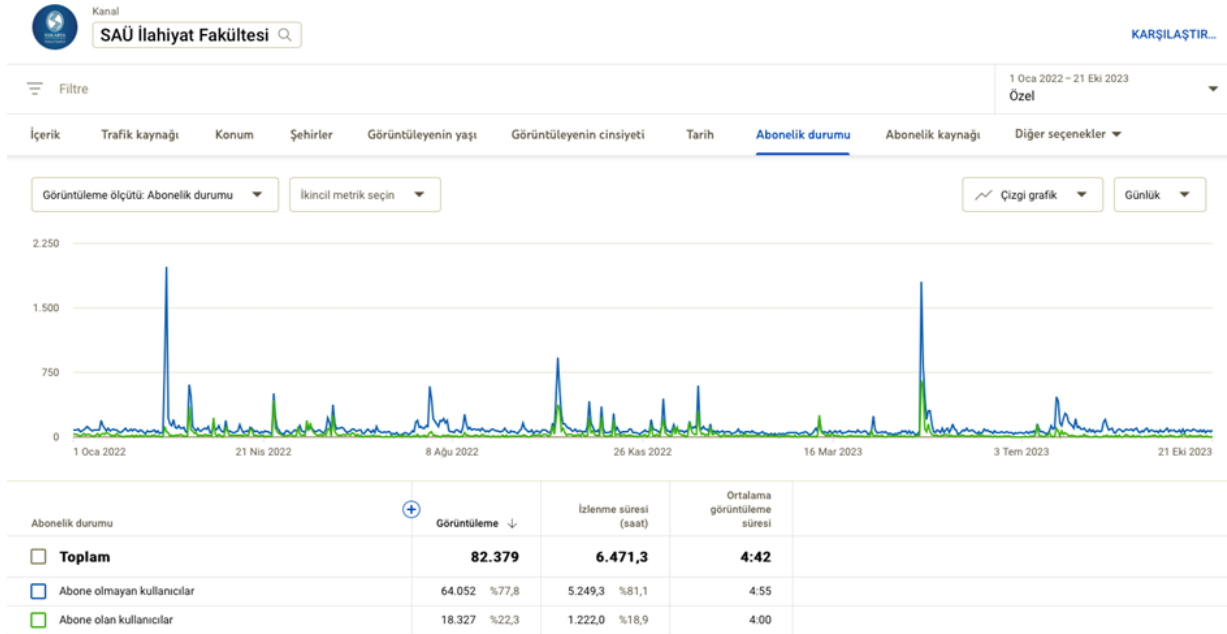 Kanal
SAÜ İlahiyat Fakültesi
KARŞILAŞTIR...
Filtre
1 Oca 2022 – 21 Eki 2023
Özel
İçerik Trafik kaynağı Konum Şehirler Görüntüleyenin yaşı Görüntüleyenin cinsiyeti Tarih Abonelik durumu Abonelik kaynağı Diğer seçenekler
Görüntüleme ölçütü: Abonelik durumu İkincil metrik seçin Çizgi grafik Günlük
2.250
1.500
750
0
1 Oca 2022 21 Nis 2022 8 Ağu 2022 26 Kas 2022 16 Mar 2023 3 Tem 2023 21 Eki 2023
Abonelik durumu Görüntüleme İzlenme süresi (saat) Ortalama görüntüleme süresi
Toplam 82.379 6.471,3 4:42
Abone olmayan kullanıcılar 64.052 %77,8 5.249,3 %81,1 4:55
Abone olan kullanıcılar 18.327 %22,3 1.222,0 %18,9 4:00